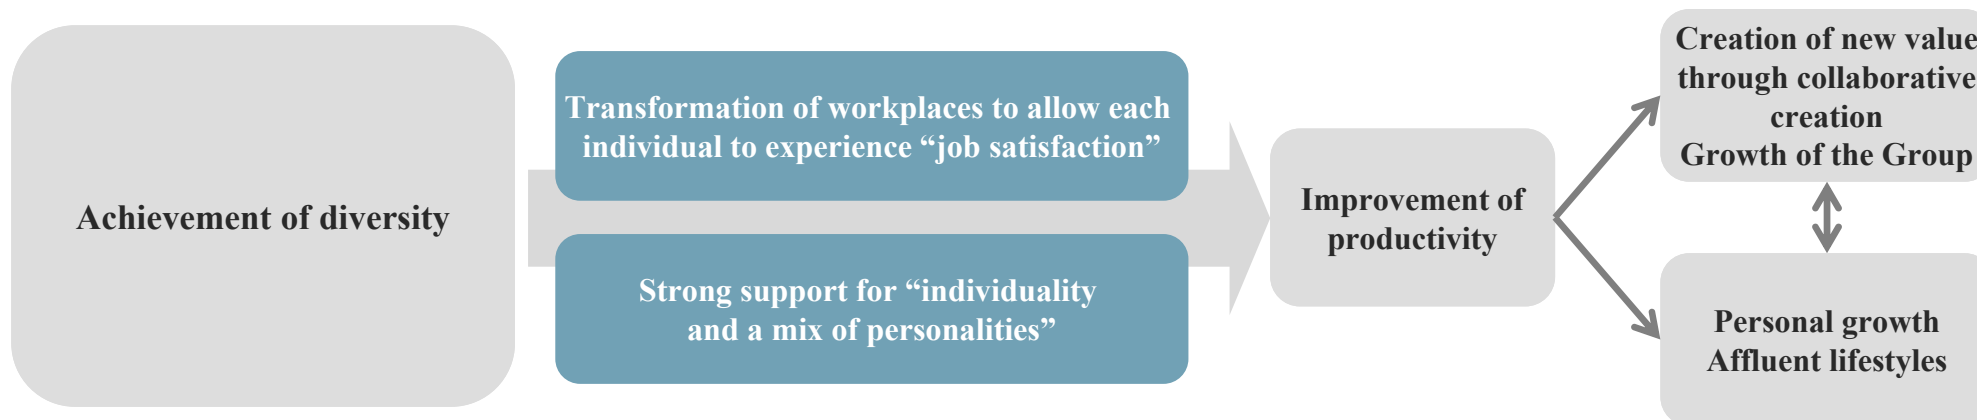 Achievement of diversity
Transformation of workplaces to allow each
individual to experience “job satisfaction”
Strong support for “individuality
and a mix of personalities”
Improvement of
productivity
Creation of new value
through collaborative
creation
Growth of the Group
Personal growth
Affluent lifestyles